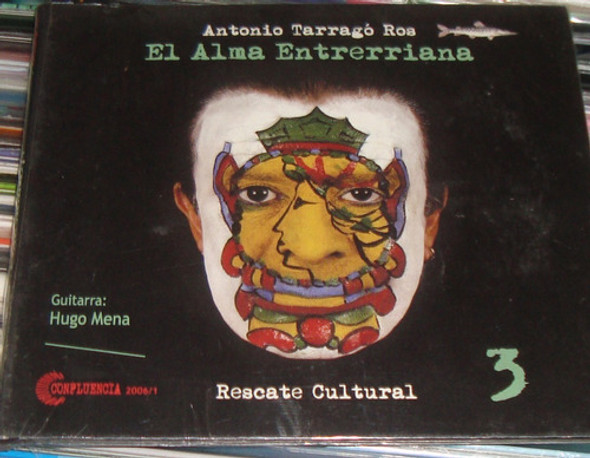 Antonio Tarragó Ros
El Alma Entrerriana
Guitarra:
Hugo Mena
CONFLUENCIA 2006/1
Rescate Cultural
3